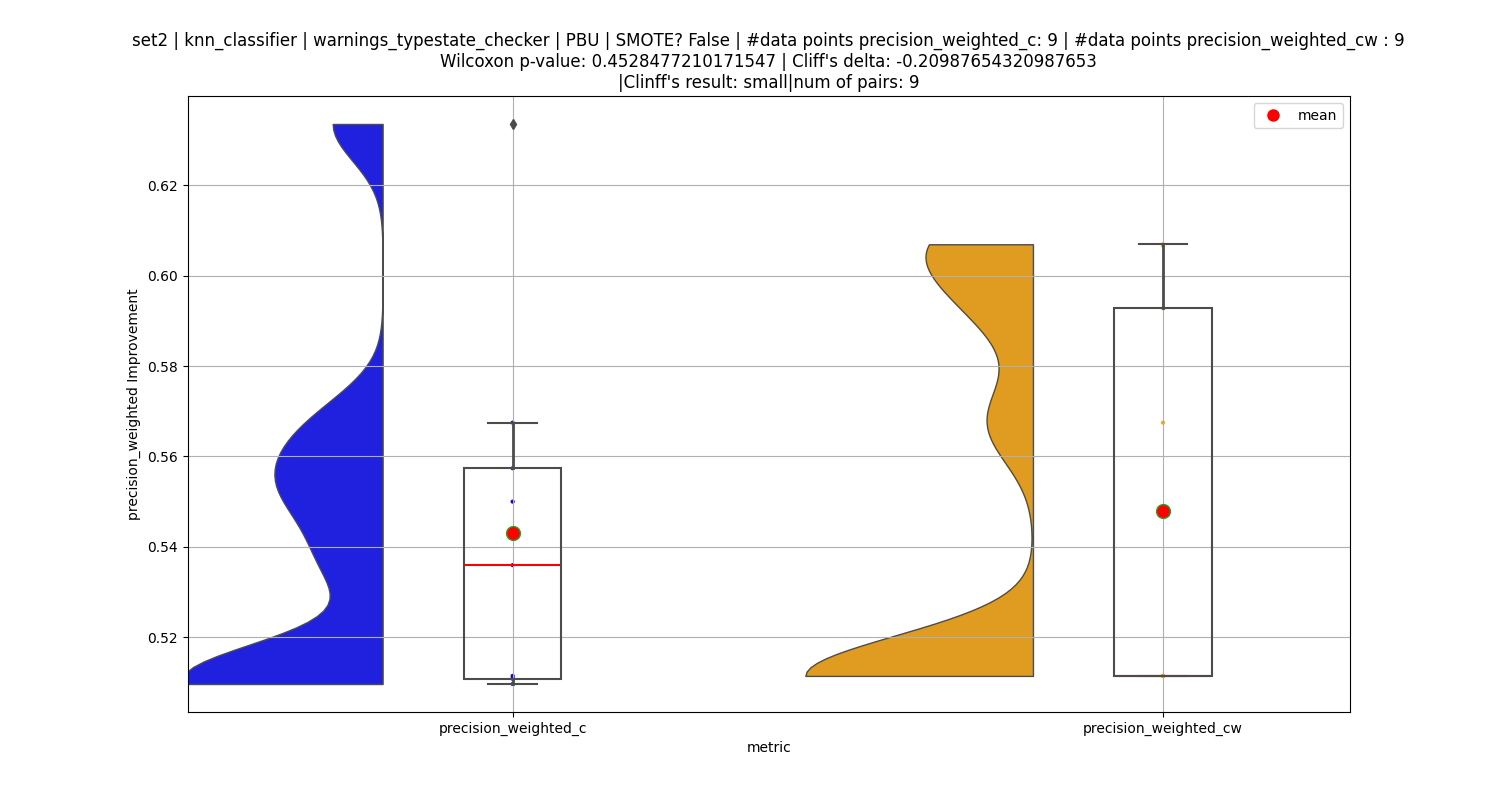 set2 | knn_classifier | warnings_typestate_checker | PBU | SMOTE? False | #data points precision_weighted_c: 9 | #data points precision_weighted_cw : 9
Wilcoxon p-value: 0.4528477210171547 | Cliff's delta: -0.20987654320987653
|Clinff's result: small|num of pairs: 9
mean
0.62
0.60
0.58
0.56
0.54
0.52
precision_weighted Improvement
precision_weighted_c
precision_weighted_cw
metric